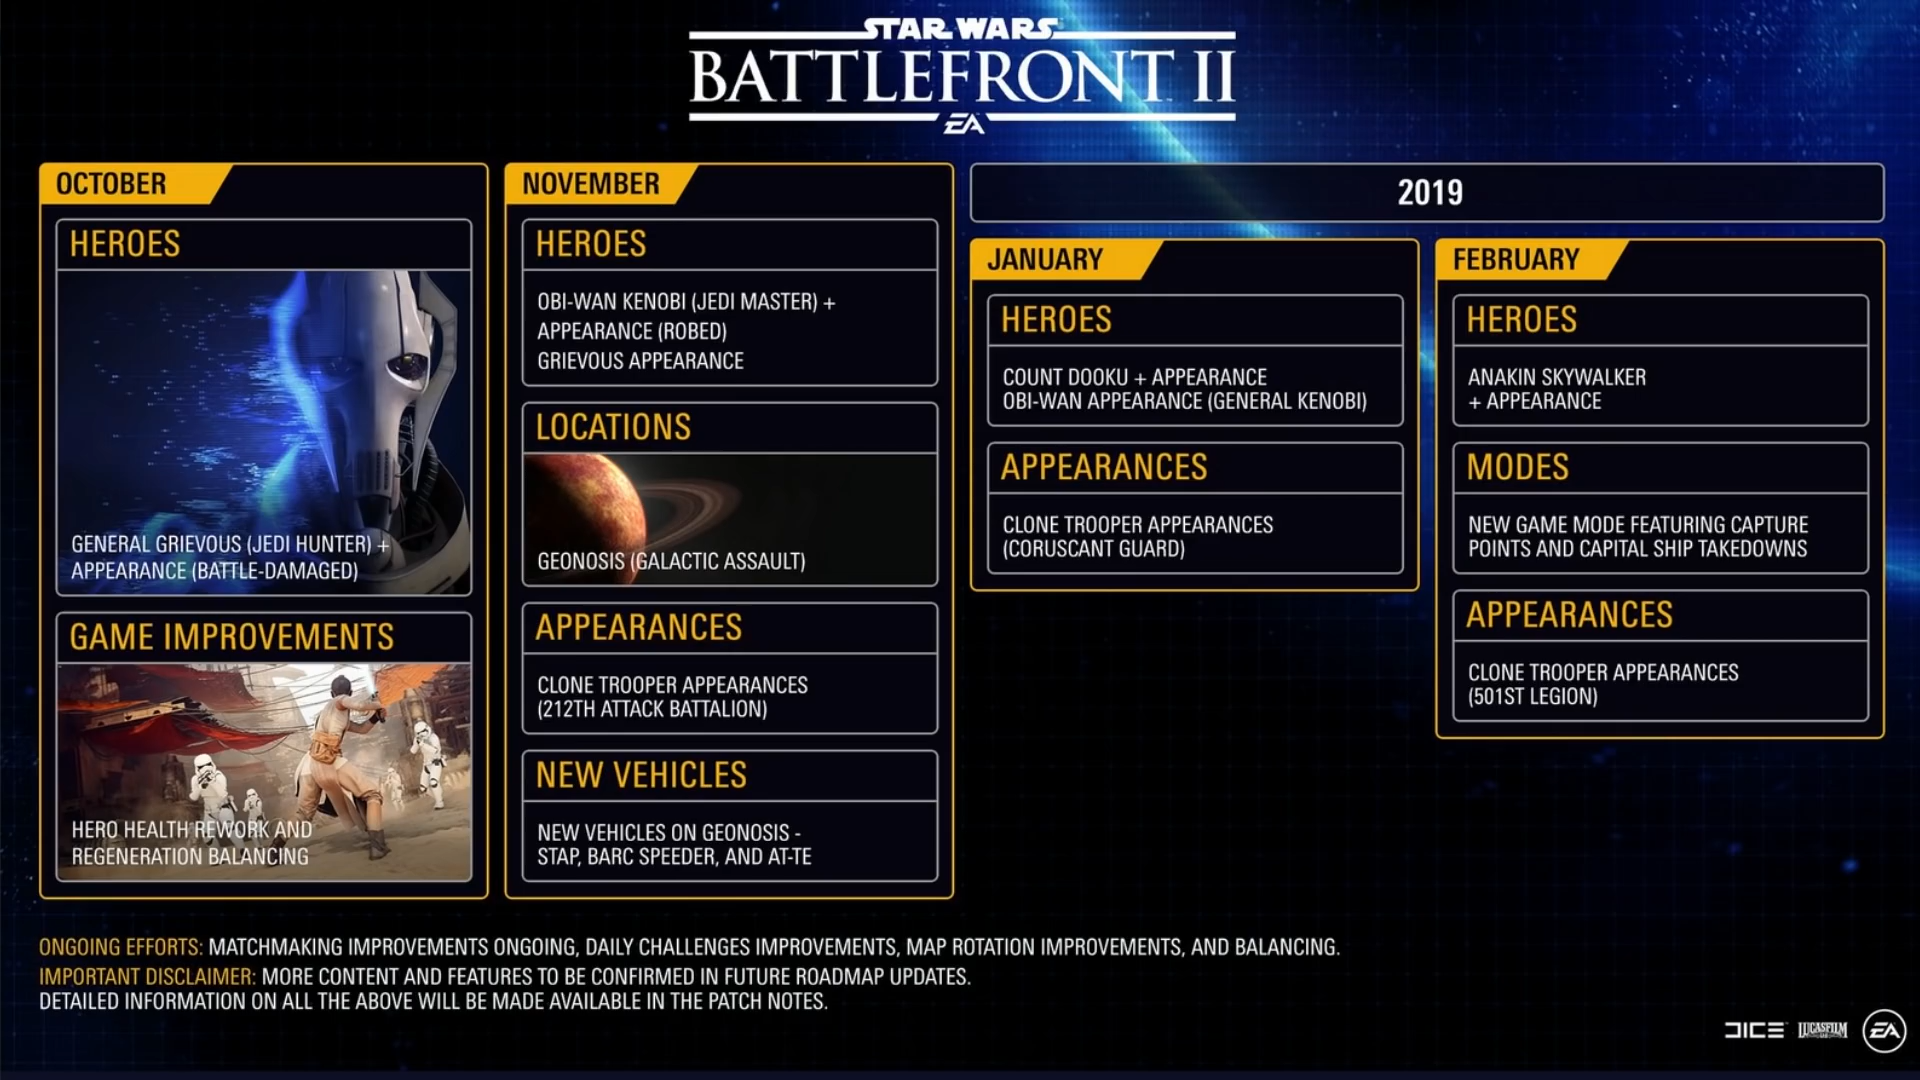 STAR WARS
BATTLEFRONT II
EA
OCTOBER
HEROES
GENERAL GRIEVOUS (JEDI HUNTER) +
APPEARANCE (BATTLE-DAMAGED)
GAME IMPROVEMENTS
HERO HEALTH REWORK AND
REGENERATION BALANCING
NOVEMBER
HEROES
OBI-WAN KENOBI (JEDI MASTER) +
APPEARANCE (ROBED)
GRIEVOUS APPEARANCE
LOCATIONS
GEONOSIS (GALACTIC ASSAULT)
APPEARANCES
CLONE TROOPER APPEARANCES
(212TH ATTACK BATTALION)
NEW VEHICLES
NEW VEHICLES ON GEONOSIS -
STAP, BARC SPEEDER, AND AT-TE
2019
JANUARY
HEROES
COUNT DOOKU + APPEARANCE
OBI-WAN APPEARANCE (GENERAL KENOBI)
APPEARANCES
CLONE TROOPER APPEARANCES
(CORUSCANT GUARD)
FEBRUARY
HEROES
ANAKIN SKYWALKER
+ APPEARANCE
MODES
NEW GAME MODE FEATURING CAPTURE
POINTS AND CAPITAL SHIP TAKEDOWNS
APPEARANCES
CLONE TROOPER APPEARANCES
(501ST LEGION)
ONGOING EFFORTS: MATCHMAKING IMPROVEMENTS ONGOING, DAILY CHALLENGES IMPROVEMENTS, MAP ROTATION IMPROVEMENTS, AND BALANCING.
IMPORTANT DISCLAIMER: MORE CONTENT AND FEATURES TO BE CONFIRMED IN FUTURE ROADMAP UPDATES.
DETAILED INFORMATION ON ALL THE ABOVE WILL BE MADE AVAILABLE IN THE PATCH NOTES.
DICE LUCASFILM EA